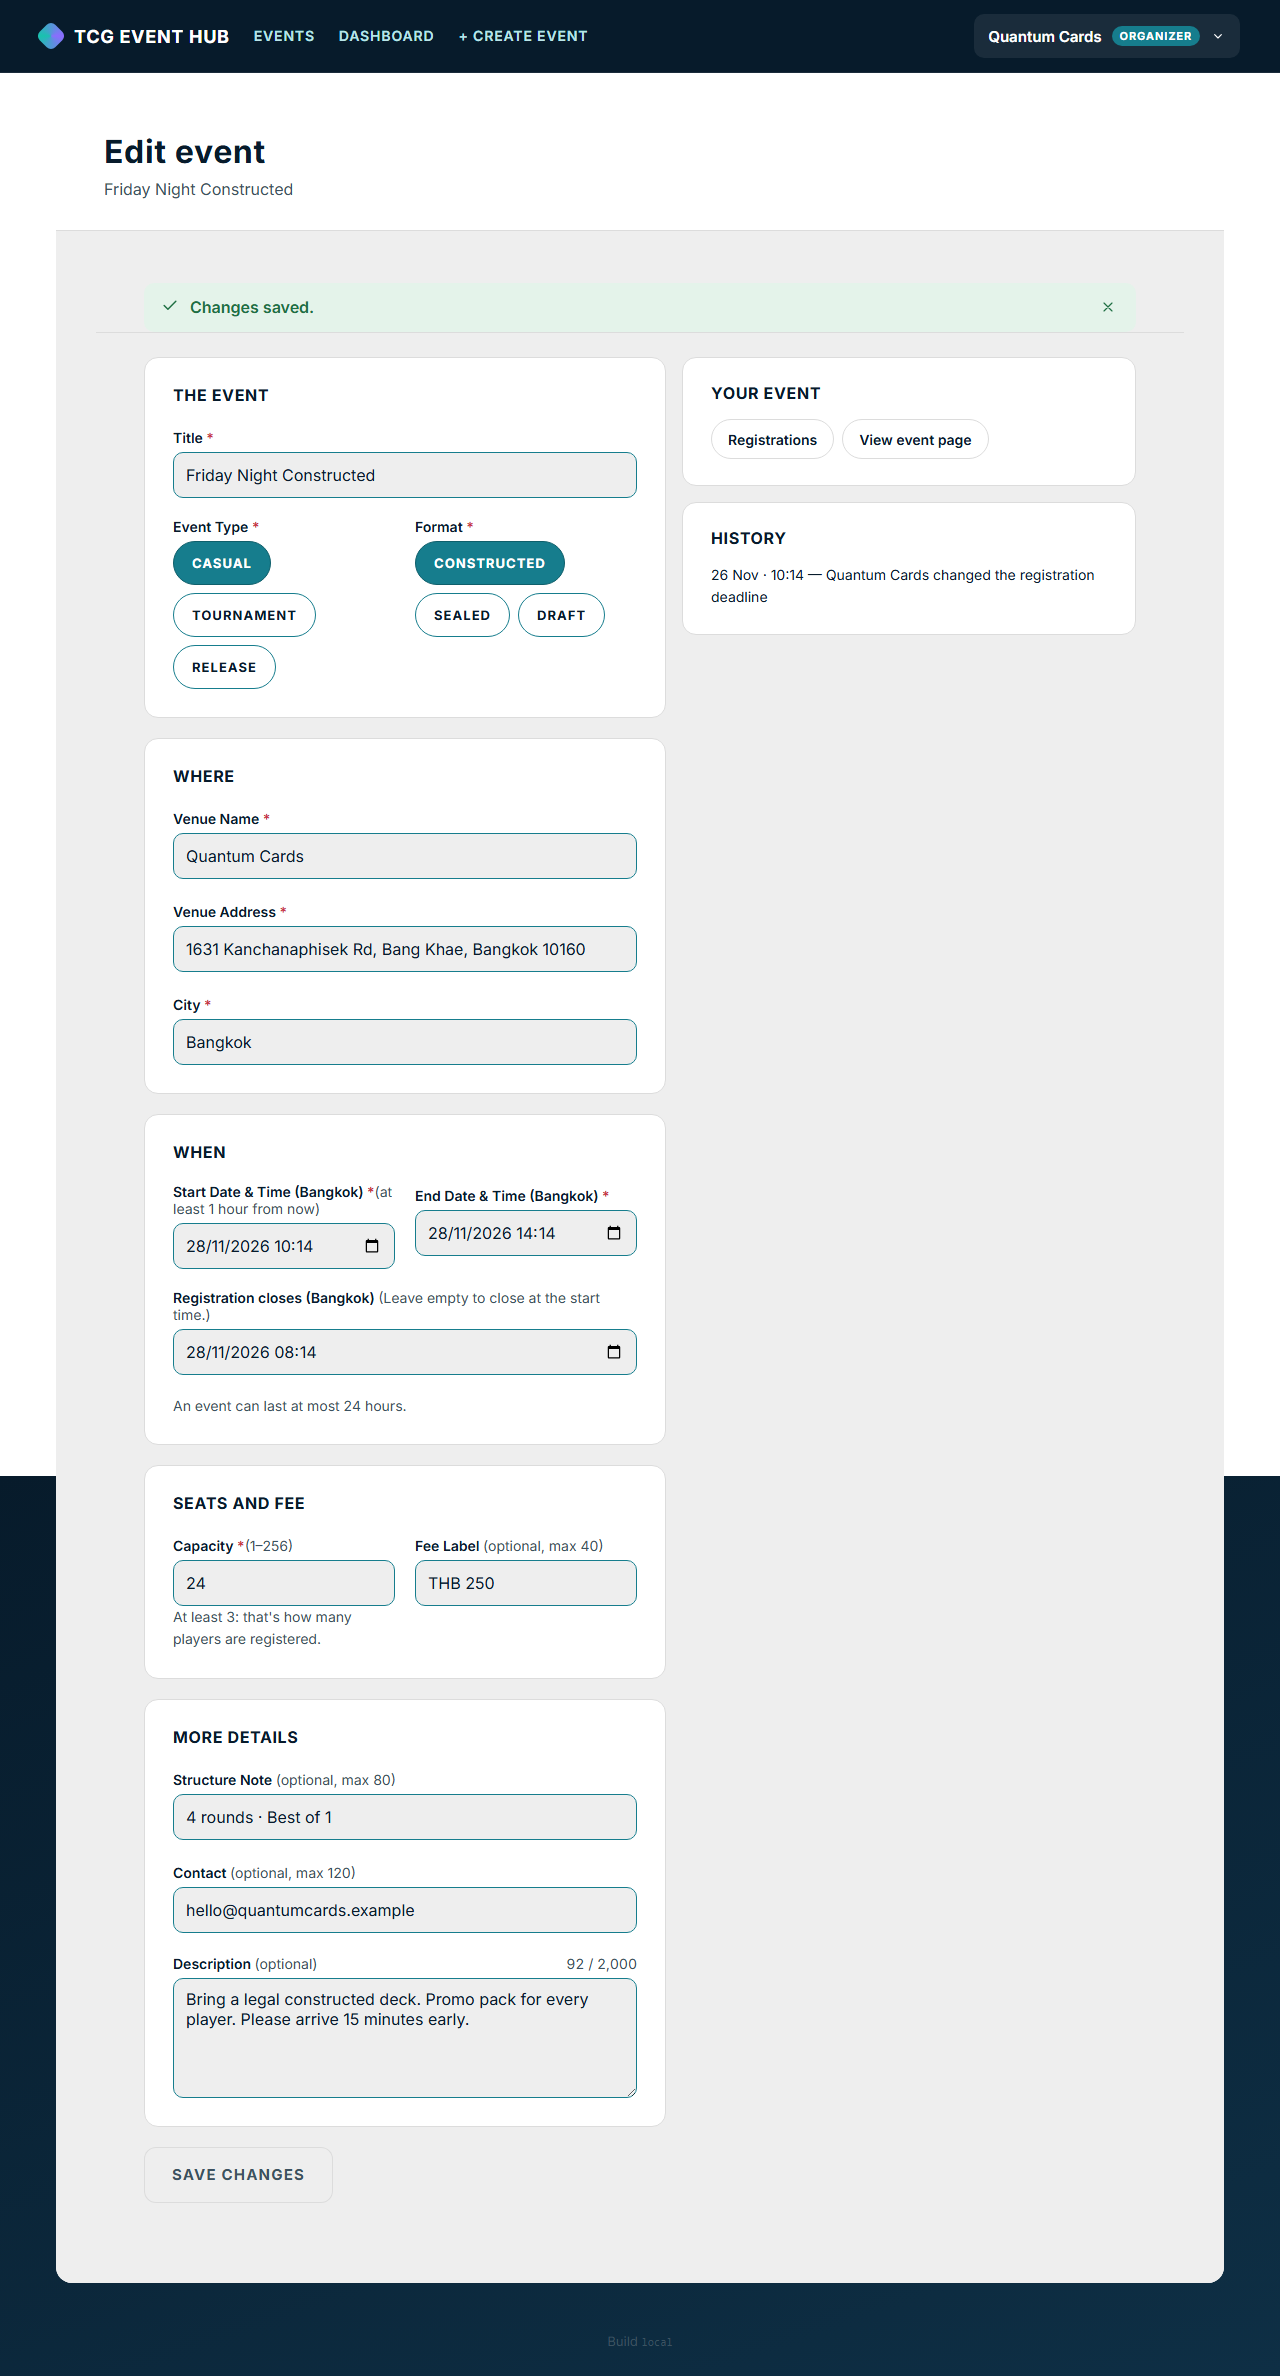 TCG EVENT HUB
EVENTS
DASHBOARD
+ CREATE EVENT
Quantum Cards
ORGANIZER
Edit event
Friday Night Constructed
Changes saved.
THE EVENT
Title *
Friday Night Constructed
Event Type *
CASUAL
TOURNAMENT
RELEASE
Format *
CONSTRUCTED
SEALED
DRAFT
YOUR EVENT
Registrations
View event page
HISTORY
26 Nov · 10:14 — Quantum Cards changed the registration
deadline
WHERE
Venue Name *
Quantum Cards
Venue Address *
1631 Kanchanaphisek Rd, Bang Khae, Bangkok 10160
City *
Bangkok
WHEN
Start Date & Time (Bangkok) *(at
least 1 hour from now)
28/11/2026 10:14
End Date & Time (Bangkok) *
28/11/2026 14:14
Registration closes (Bangkok) (Leave empty to close at the start
time.)
28/11/2026 08:14
An event can last at most 24 hours.
SEATS AND FEE
Capacity *(1–256)
24
At least 3: that's how many
players are registered.
Fee Label (optional, max 40)
THB 250
MORE DETAILS
Structure Note (optional, max 80)
4 rounds · Best of 1
Contact (optional, max 120)
hello@quantumcards.example
Description (optional)
92 / 2,000
Bring a legal constructed deck. Promo pack for every
player. Please arrive 15 minutes early.
SAVE CHANGES
Build local